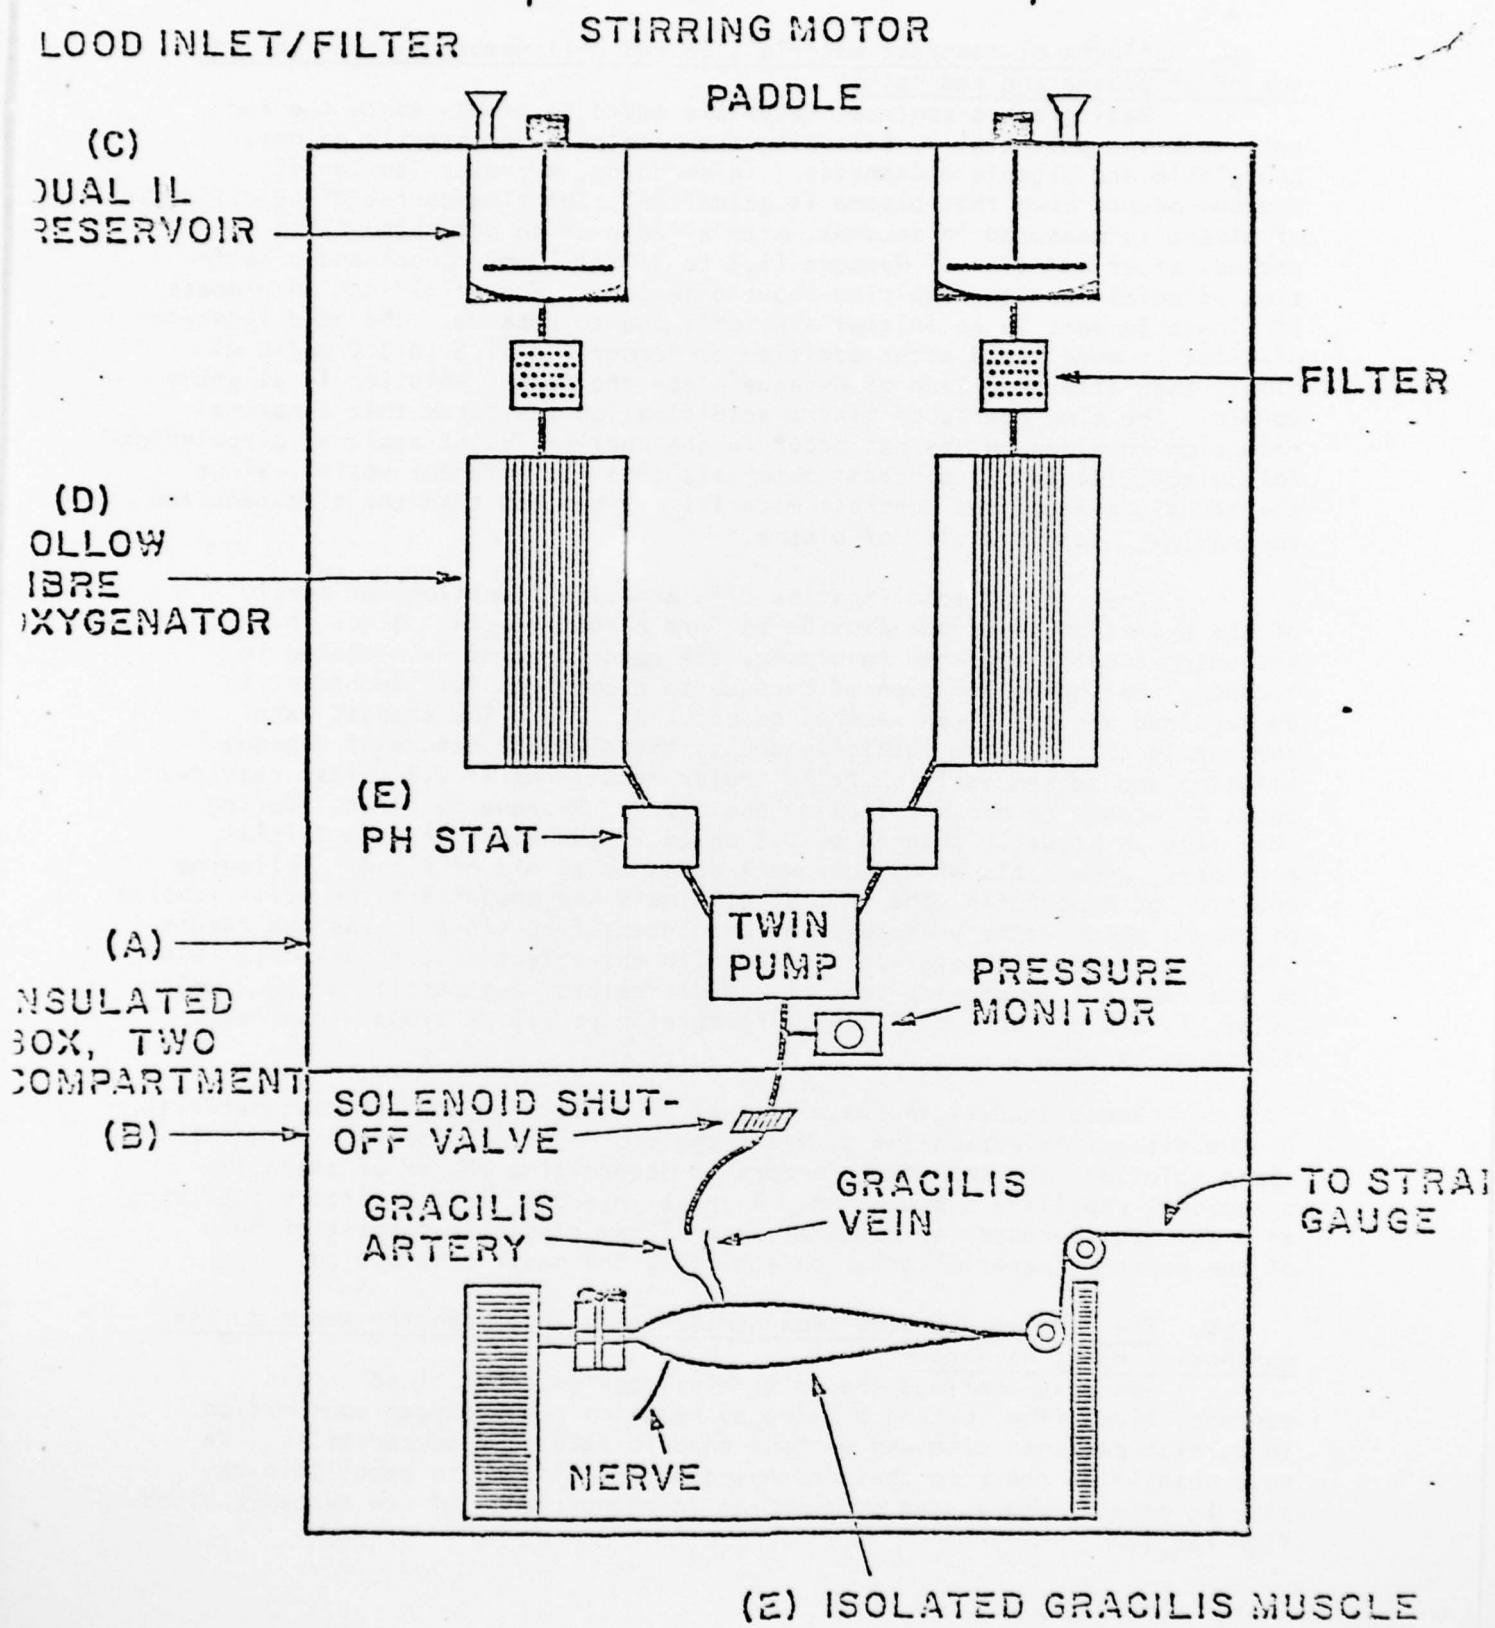 LOOD INLET/FILTER
STIRRING MOTOR
PADDLE
(C)
DUAL IL
RESERVOIR
FILTER
(D)
OLLOW
IBRE
OXYGENATOR
(E)
PH STAT
TWIN
PUMP
(A)
PRESSURE
MONITOR
NSULATED
BOX, TWO
COMPARTMENT
SOLENOID SHUT-
OFF VALVE
(B)
GRACILIS
VEIN
TO STRAI
GAUGE
GRACILIS
ARTERY
NERVE
(E) ISOLATED GRACILIS MUSCLE